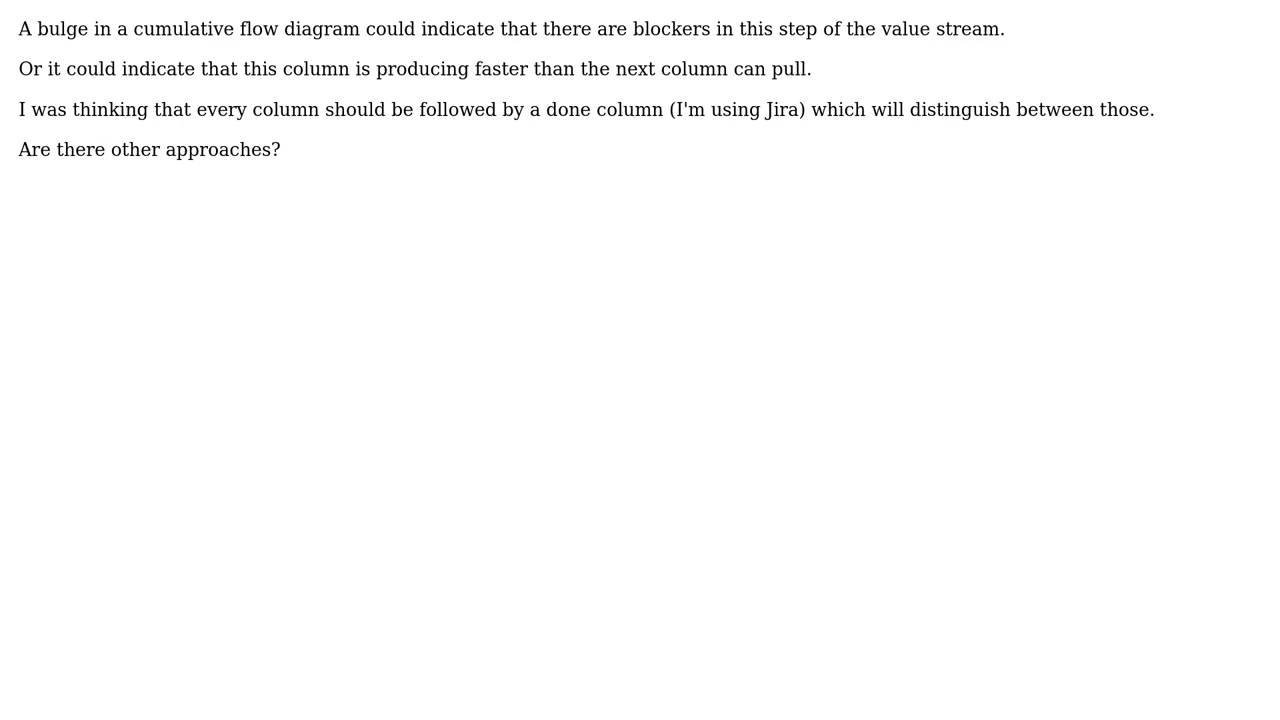 A bulge in a cumulative flow diagram could indicate that there are blockers in this step of the value stream.
Or it could indicate that this column is producing faster than the next column can pull.
I was thinking that every column should be followed by a done column (I'm using Jira) which will distinguish between those.
Are there other approaches?